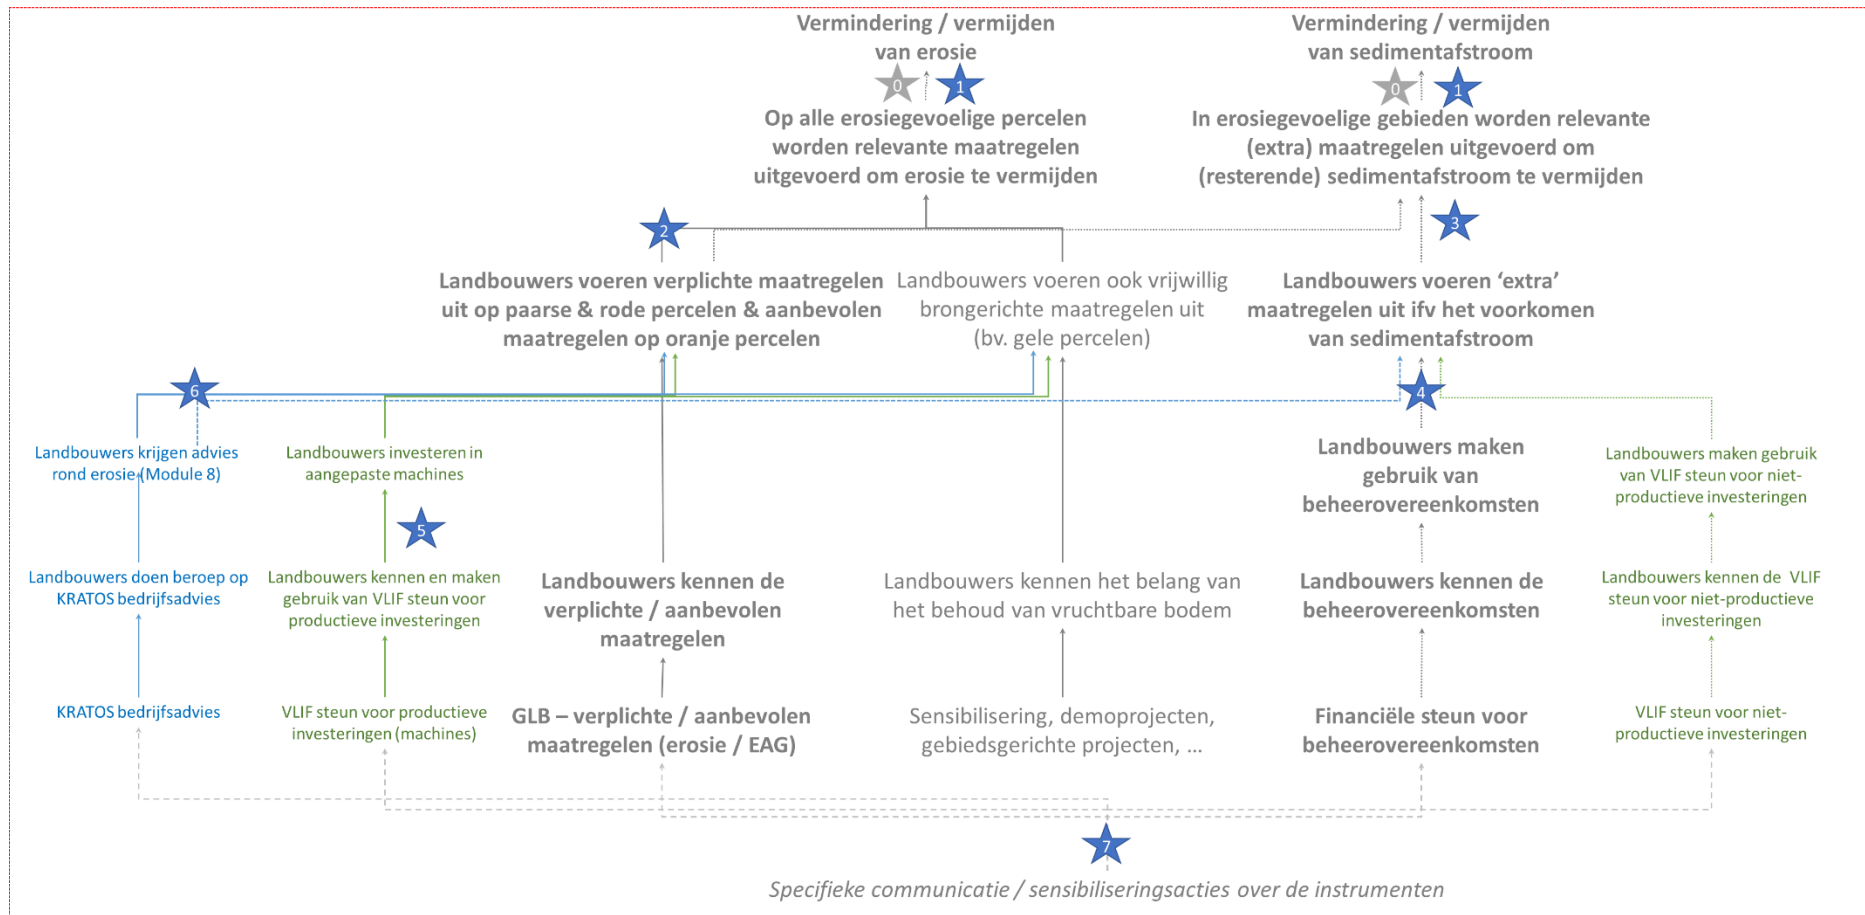 Vermindering / vermijden
van erosie
Vermindering / vermijden
van sedimentafstroom
0
1
0
1
Op alle erosiegevoelige percelen
worden relevante maatregelen
uitgevoerd om erosie te vermijden
In erosiegevoelige gebieden worden relevante
(extra) maatregelen uitgevoerd om
(resterende) sedimentafstroom te vermijden
2
3
Landbouwers voeren verplichte maatregelen
uit op paarse & rode percelen & aanbevolen
maatregelen op oranje percelen
Landbouwers voeren ook vrijwillig
brongerichte maatregelen uit
(bv. gele percelen)
Landbouwers voeren ‘extra’
maatregelen uit ifv het voorkomen
van sedimentafstroom
6
4
Landbouwers krijgen advies
rond erosie (Module 8)
Landbouwers investeren in
aangepaste machines
Landbouwers maken
gebruik van
beheerovereenkomsten
Landbouwers maken gebruik
van VLIF steun voor niet-
productieve investeringen
5
Landbouwers doen beroep op
KRATOS bedrijfsadvies
Landbouwers kennen en maken
gebruik van VLIF steun voor
productieve investeringen
Landbouwers kennen de
verplichte / aanbevolen
maatregelen
Landbouwers kennen het belang van
het behoud van vruchtbare bodem
Landbouwers kennen de
beheerovereenkomsten
Landbouwers kennen de VLIF
steun voor niet-productieve
investeringen
KRATOS bedrijfsadvies
VLIF steun voor productieve
investeringen (machines)
GLB – verplichte / aanbevolen
maatregelen (erosie / EAG)
Sensibilisering, demoprojecten,
gebiedsgerichte projecten, ...
Financiële steun voor
beheerovereenkomsten
VLIF steun voor niet-
productieve investeringen
7
Specifieke communicatie / sensibiliseringsacties over de instrumenten